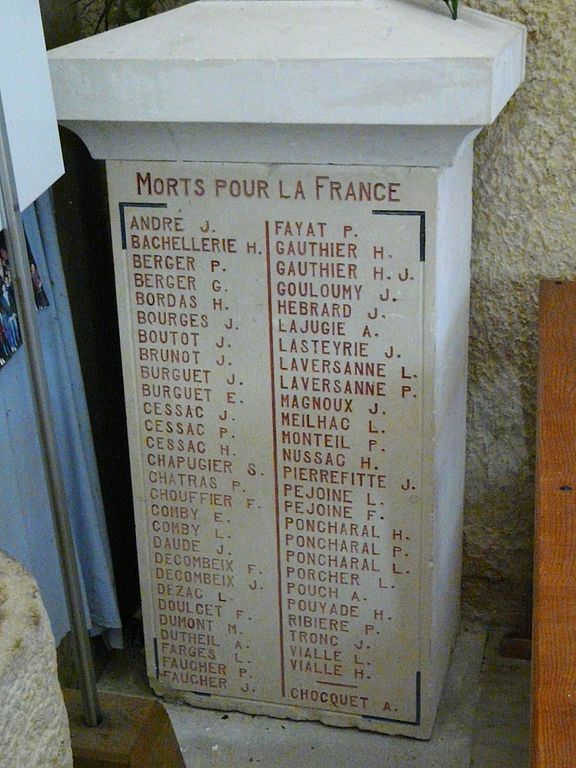 MORTS POUR LA FRANCE
ANDRÉ J.
BACHELLERIE H.
BERGER P.
BERGER G.
BORDAS H.
BOURGES J.
BOUTOT J.
BRUNOT J.
BURGUET J.
BURGUET E.
CESSAC J.
CESSAC P.
CESSAC H.
CHAPUGIER S.
CHATRAS P.
CHOUFFIER F.
COMBY E.
COMBY L.
DAUDE J.
DECOMBEIX F.
DECOMBEIX J.
DEZAC L.
DOULCET F.
DUMONT M.
DUTHEIL A.
FARGES L.
FAUCHER P.
FAUCHER J.
FAYAT P.
GAUTHIER H.
GAUTHIER H. J.
GOULOUMY J.
HEBRARD J.
LAJUGIE A.
LASTEYRIE J.
LAVERSANNE L.
LAVERSANNE P.
MAGNOUX J.
MEILHAC L.
MONTEIL P.
NUSSAC H.
PIERREFITTE J.
PEJOINE L.
PEJOINE F.
PONCHARAL H.
PONCHARAL P.
PONCHARAL L.
PORCHER L.
POUCH A.
POUYADE H.
RIBIERE P.
TRONC J.
VIALLE L.
VIALLE H.
CHOCQUET A.